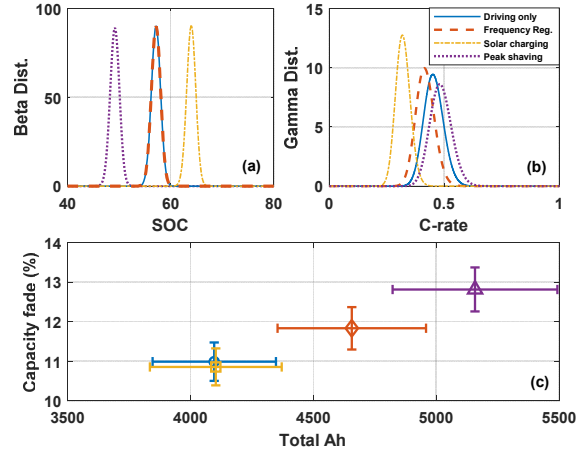 Beta Dist.
100
50
0
40
60
80
SOC
(a)
Gamma Dist.
15
10
5
0
0
0.5
1
C-rate
(b)
Driving only
Frequency Reg.
Solar charging
Peak shaving
Capacity fade (%)
14
13
12
11
10
3500
4000
4500
5000
5500
Total Ah
(c)